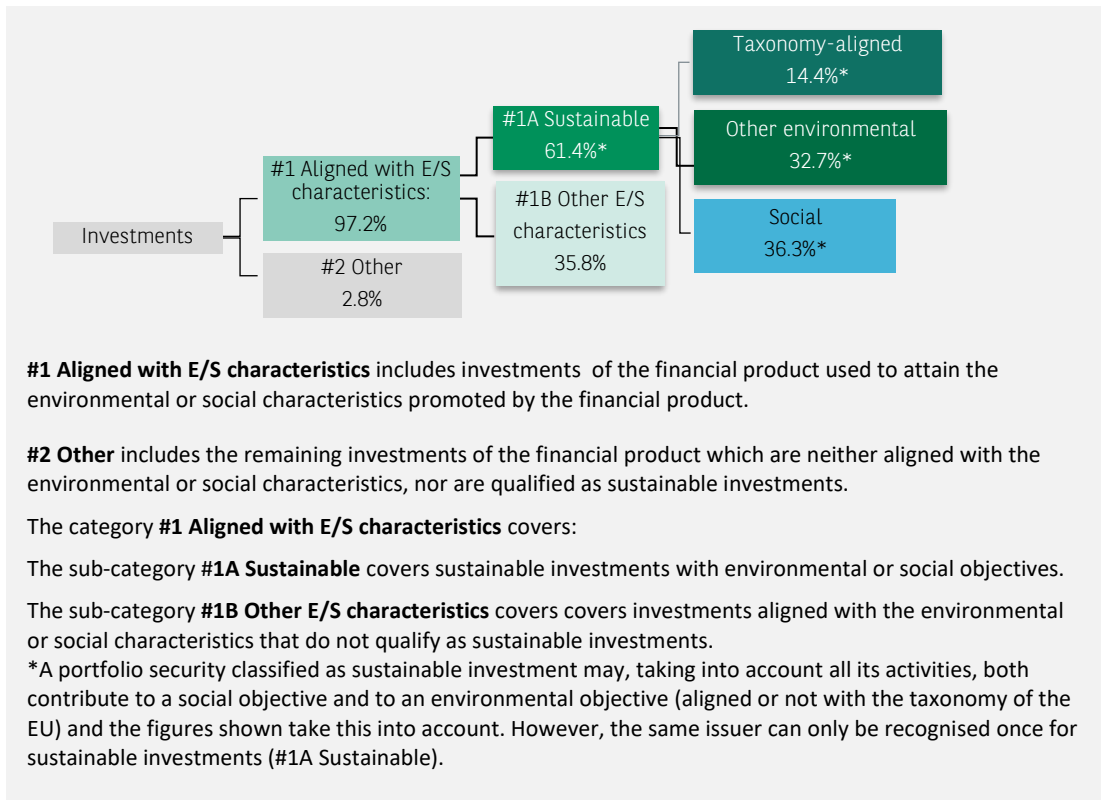 Taxonomy-aligned
14.4%*
#1A Sustainable
61.4%*
Other environmental
32.7%*
#1 Aligned with E/S
characteristics:
97.2%
#1B Other E/S
characteristics
35.8%
Social
36.3%*
Investments
#2 Other
2.8%
#1 Aligned with E/S characteristics includes investments of the financial product used to attain the
environmental or social characteristics promoted by the financial product.
#2 Other includes the remaining investments of the financial product which are neither aligned with the
environmental or social characteristics, nor are qualified as sustainable investments.
The category #1 Aligned with E/S characteristics covers:
The sub-category #1A Sustainable covers sustainable investments with environmental or social objectives.
The sub-category #1B Other E/S characteristics covers covers investments aligned with the environmental
or social characteristics that do not qualify as sustainable investments.
*A portfolio security classified as sustainable investment may, taking into account all its activities, both
contribute to a social objective and to an environmental objective (aligned or not with the taxonomy of the
EU) and the figures shown take this into account. However, the same issuer can only be recognised once for
sustainable investments (#1A Sustainable).